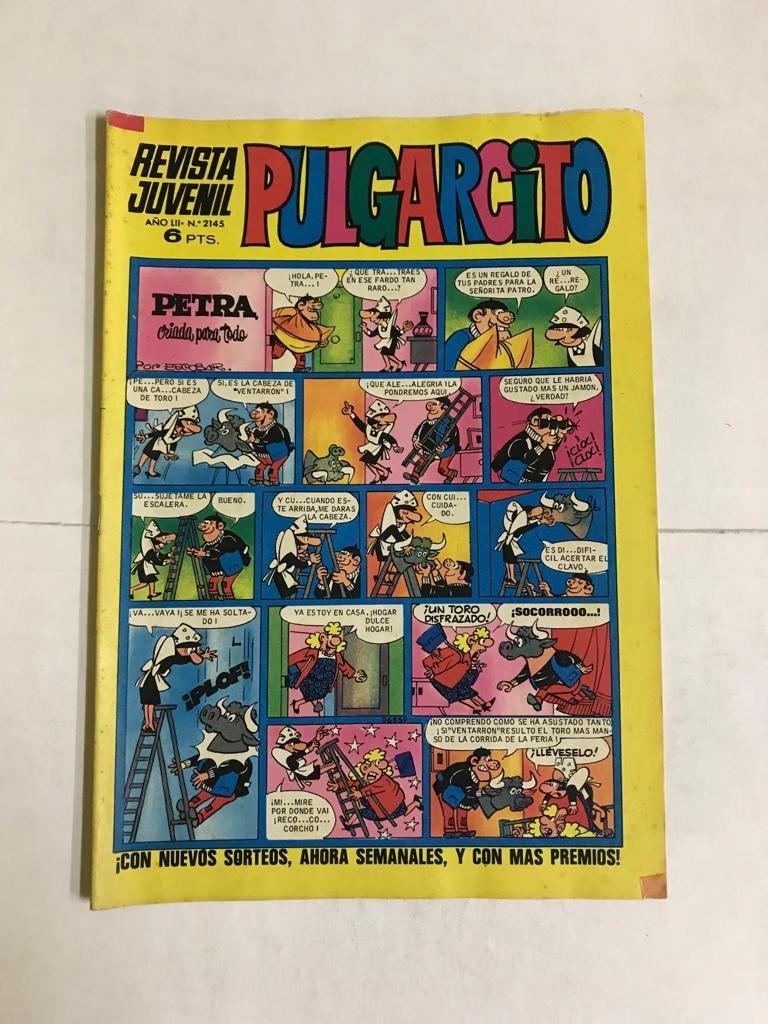 REVISTA
JUVENIL
AÑO LII • N.° 2145
6 PTS.
PULGARCiTO
PETRA,
criada para todo
POR ESCOBAR.
¡HOLA, PE-
TRA...!
¿QUE TRA...TRAES
EN ESE FARDO TAN
RARO...?
ES UN REGALO DE
TUS PADRES PARA LA
SEÑORITA PATRO.
¿UN
RE...RE-
GALO?
¡PE...PERO SI ES
UNA CA...CABEZA
DE TORO!
SI, ES LA CABEZA DE
"VENTARRON"!
¡QUE ALE...ALEGRIA! LA
PONDREMOS AQUI.
SEGURO QUE LE HABRIA
GUSTADO MAS UN JAMON,
¿VERDAD?
¡CLOC!
¡CLOC!
SU...SUJETAME LA
ESCALERA.
BUENO.
Y CU...CUANDO ES-
TE ARRIBA, ME DARAS
LA CABEZA.
CON CUI...
CUIDA-
DO.
ES DI...DIFI-
CIL ACERTAR EL
CLAVO.
¡VA...VAYA! ¡SE ME HA SOLTA-
DO!
¡PLOF!
YA ESTOY EN CASA. ¡HOGAR
DULCE
HOGAR!
¡UN TORO
DISFRAZADO!
¡SOCORROOO...!
¡MI...MIRE
POR DONDE VA!
¡RECO...CO...
CORCHO!
¡NO COMPRENDO COMO SE HA ASUSTADO TANTO,
¡SI "VENTARRON" RESULTO EL TORO MAS MAN-
SO DE LA CORRIDA DE LA FERIA!
¡LLEVESELO!
¡CON NUEVOS SORTEOS, AHORA SEMANALES, Y CON MAS PREMIOS!